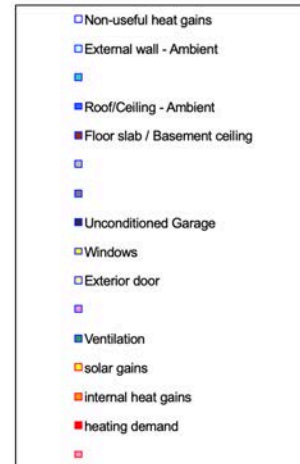 Non-useful heat gains
External wall - Ambient
Roof/Ceiling - Ambient
Floor slab / Basement ceiling
Unconditioned Garage
Windows
Exterior door
Ventilation
solar gains
internal heat gains
heating demand